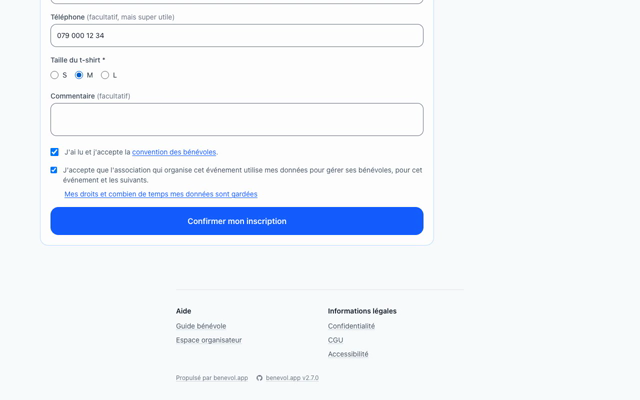 Téléphone (facultatif, mais super utile)
079 000 12 34
Taille du t-shirt *
S M L
Commentaire (facultatif)
J'ai lu et j'accepte la convention des bénévoles.
J'accepte que l'association qui organise cet événement utilise mes données pour gérer ses bénévoles, pour cet
événement et les suivants.
Mes droits et combien de temps mes données sont gardées
Confirmer mon inscription
Aide
Guide bénévole
Espace organisateur
Informations légales
Confidentialité
CGU
Accessibilité
Propulsé par benevol.app benevol.app v2.7.0